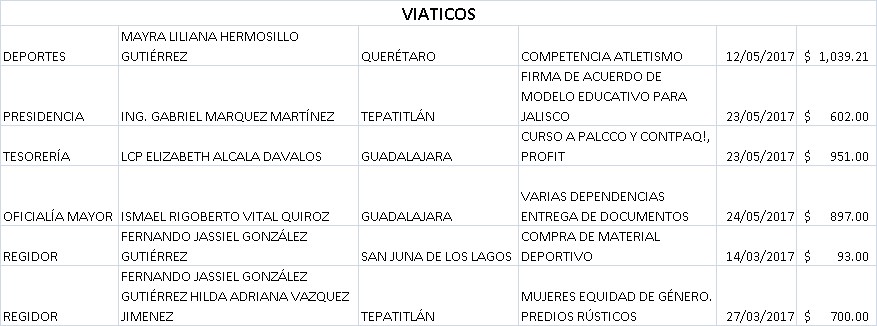 VIATICOS
MAYRA LILIANA HERMOSILLO
DEPORTES GUTIÉRREZ QUERÉTARO COMPETENCIA ATLETISMO 12/05/2017 $ 1,039.21
FIRMA DE ACUERDO DE
MODELO EDUCATIVO PARA
PRESIDENCIA ING. GABRIEL MARQUEZ MARTÍNEZ TEPATITLÁN JALISCO 23/05/2017 $ 602.00
CURSO A PALCCO Y CONTPAQ!,
TESORERÍA LCP ELIZABETH ALCALA DAVALOS GUADALAJARA PROFIT 23/05/2017 $ 951.00
VARIAS DEPENDENCIAS
OFICIALÍA MAYOR ISMAEL RIGOBERTO VITAL QUIROZ GUADALAJARA ENTREGA DE DOCUMENTOS 24/05/2017 $ 897.00
FERNANDO JASSIEL GONZÁLEZ COMPRA DE MATERIAL
REGIDOR GUTIÉRREZ SAN JUNA DE LOS LAGOS DEPORTIVO 14/03/2017 $ 93.00
FERNANDO JASSIEL GONZÁLEZ
GUTIÉRREZ HILDA ADRIANA VAZQUEZ MUJERES EQUIDAD DE GÉNERO.
REGIDOR JIMENEZ TEPATITLÁN PREDIOS RÚSTICOS 27/03/2017 $ 700.00